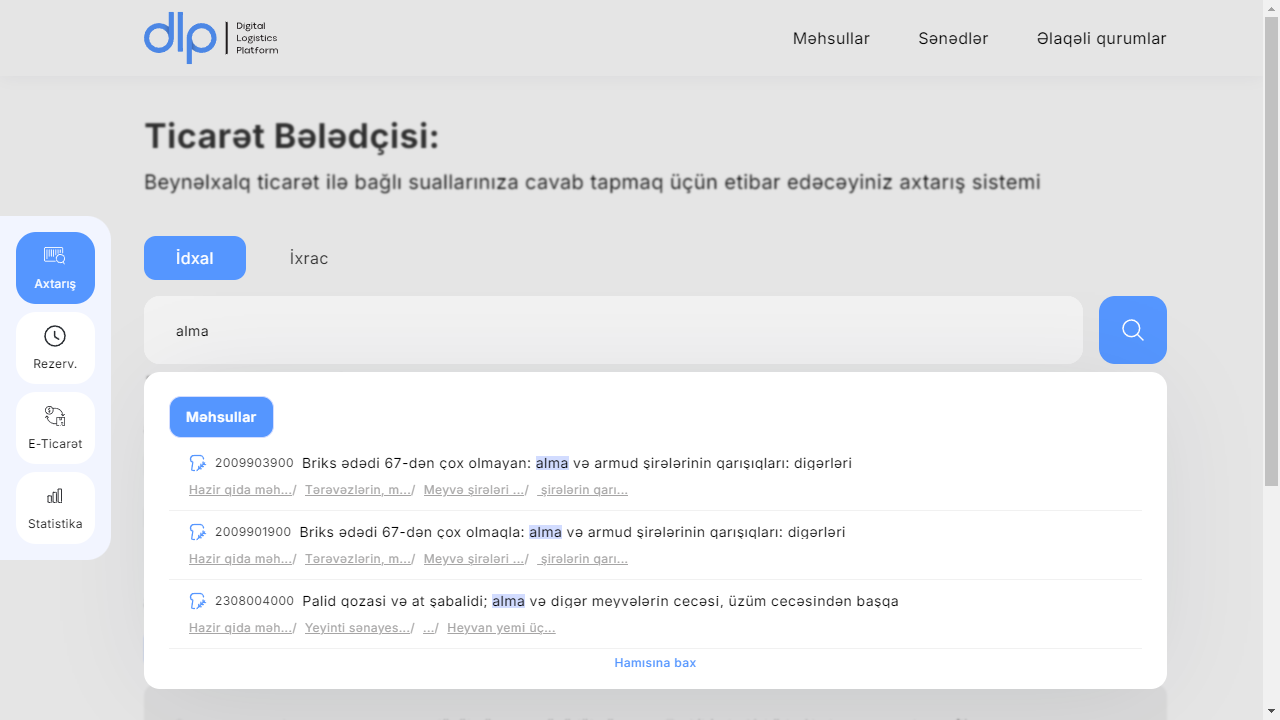 dlp
Digital
Logistics
Platform
Məhsullar
Sənədlər
Əlaqəli qurumlar
Ticarət Bələdçisi:
Beynəlxalq ticarət ilə bağlı suallarınıza cavab tapmaq üçün etibar edəcəyiniz axtarış sistemi
İdxal
İxrac
Axtarış
Rezerv.
E-Ticarət
Statistika
alma
Məhsullar
2009903900 Briks ədədi 67-dən çox olmayan: alma və armud şirələrinin qarışıqları: digərləri
Hazir qida məh.../ Tərəvəzlərin, m.../ Meyvə şirələri .../ şirələrin qarı...
2009901900 Briks ədədi 67-dən çox olmaqla: alma və armud şirələrinin qarışıqları: digərləri
Hazir qida məh.../ Tərəvəzlərin, m.../ Meyvə şirələri .../ şirələrin qarı...
2308004000 Palid qozasi və at şabalidi; alma və digər meyvələrin cecəsi, üzüm cecəsindən başqa
Hazir qida məh.../ Yeyinti sənayes.../ .../ Heyvan yemi üç...
Hamısına bax